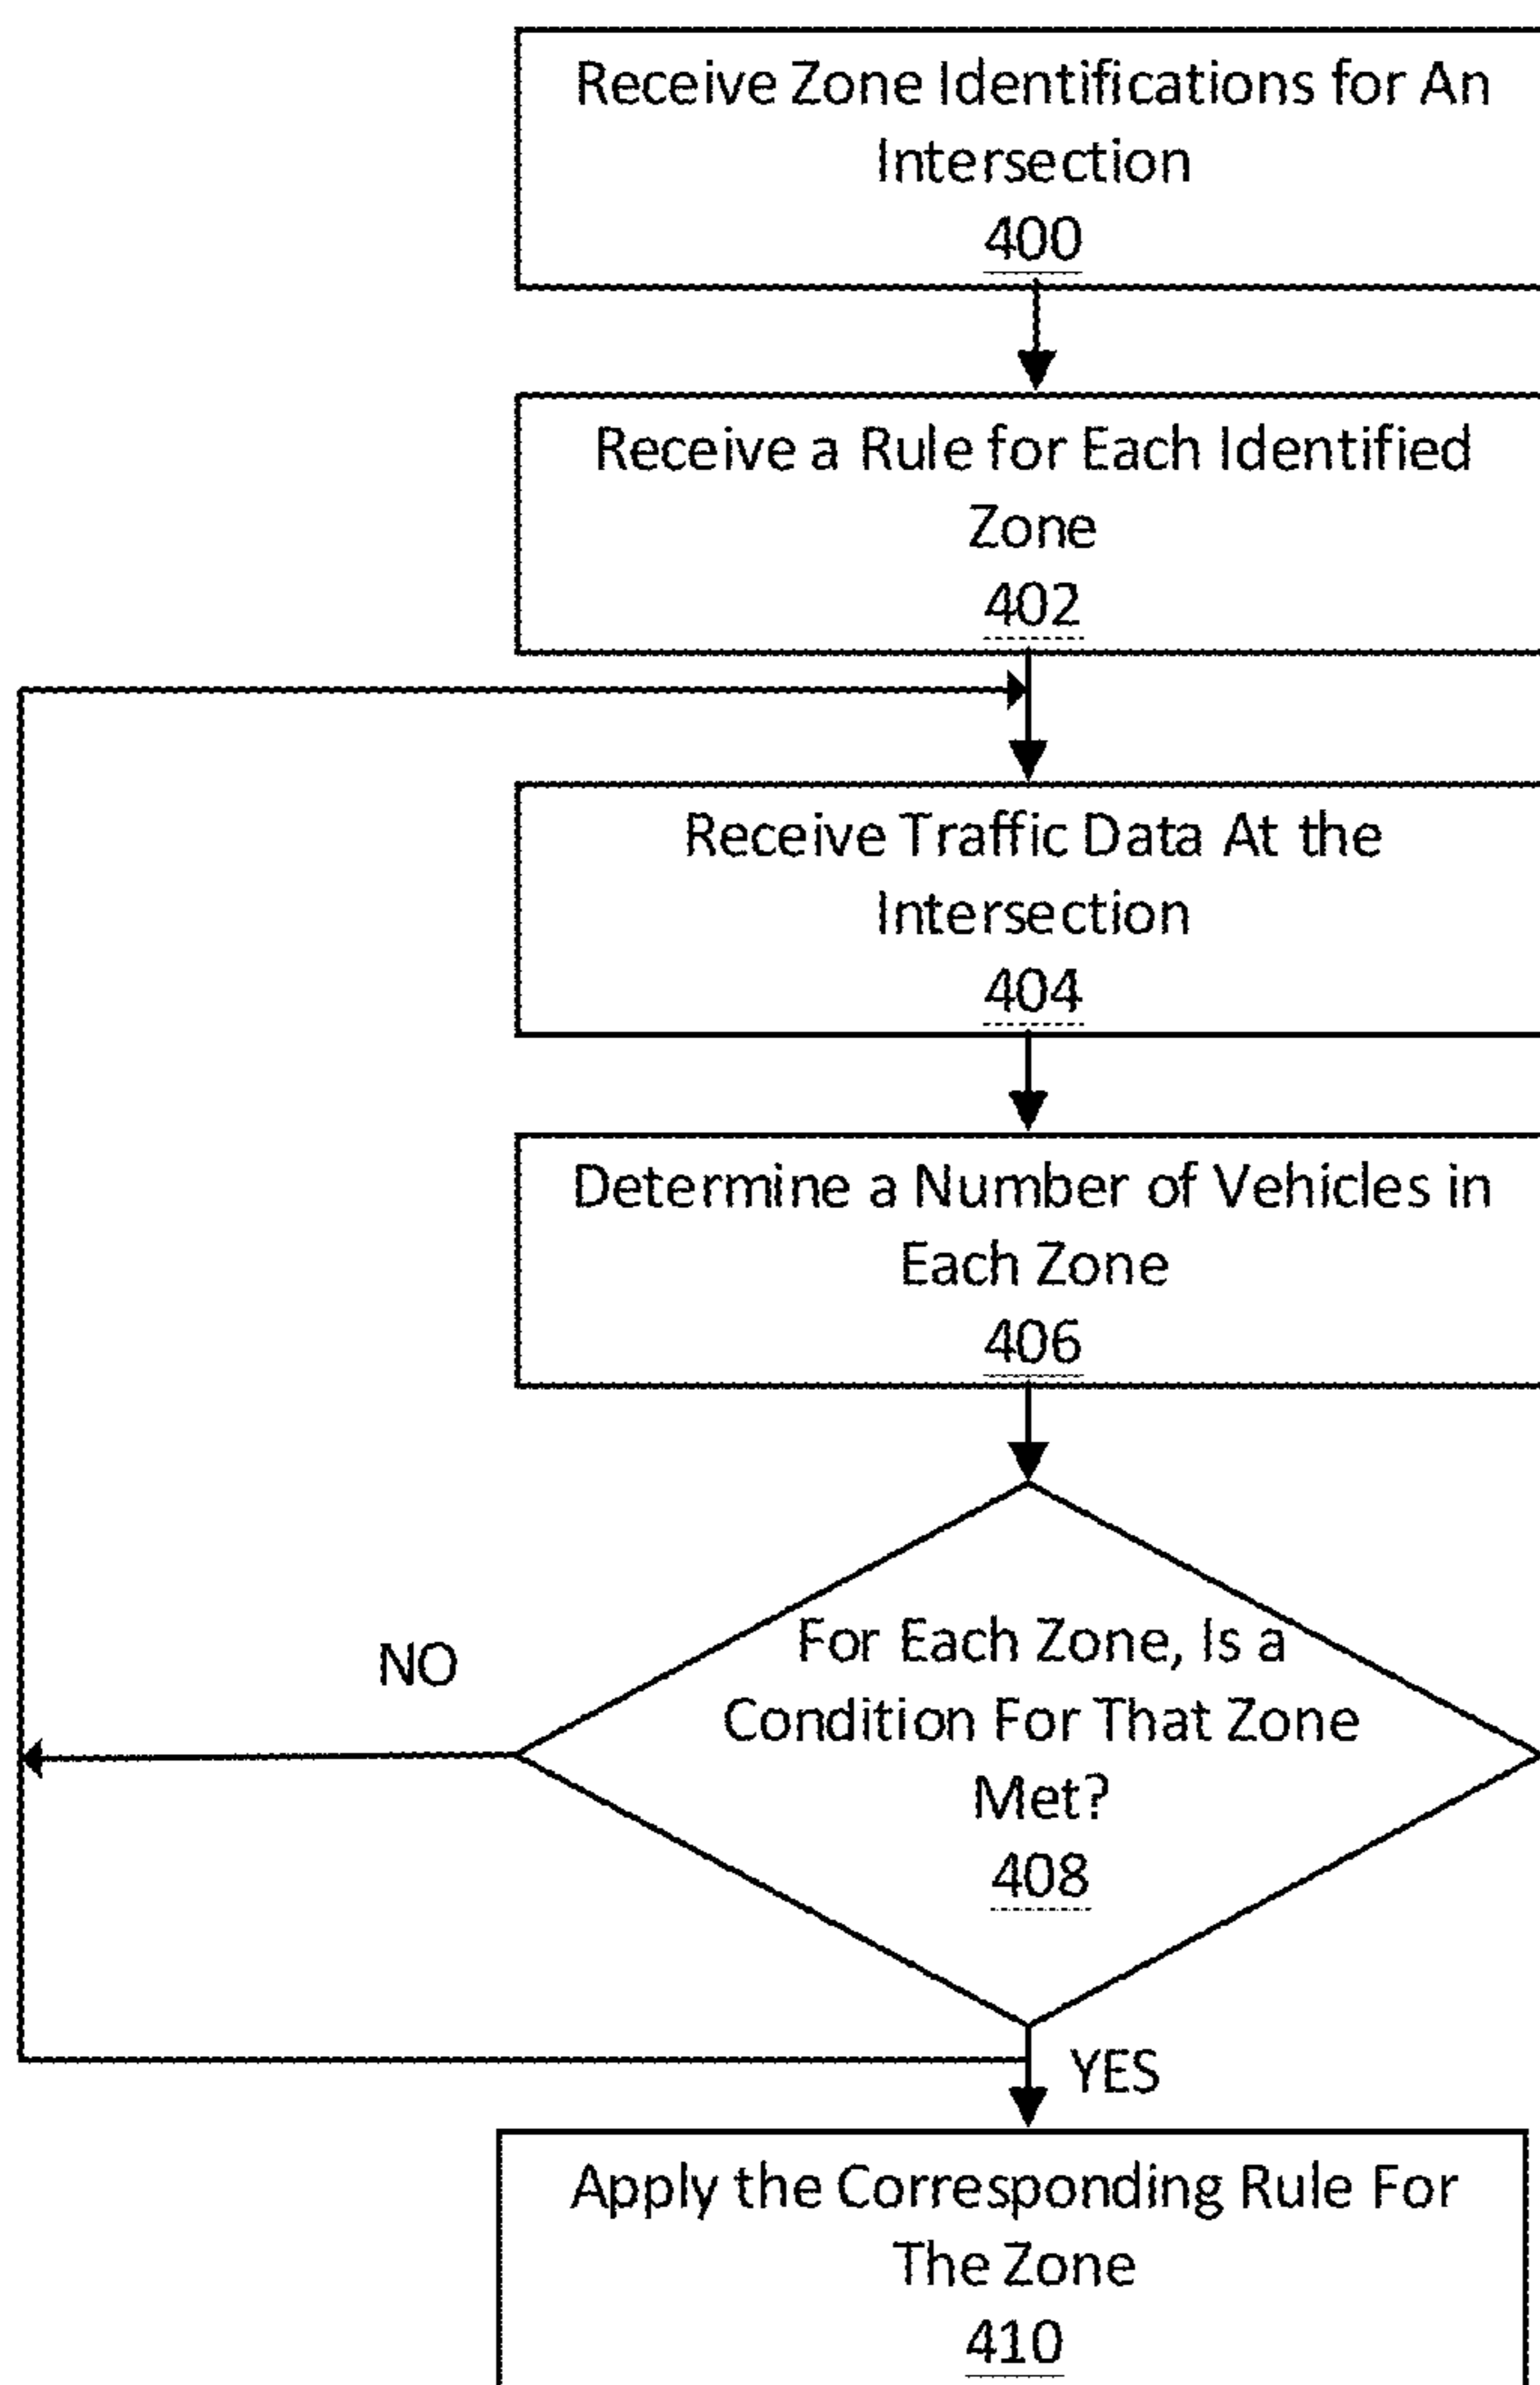 Receive Zone Identifications for An
Intersection
400
Receive a Rule for Each Identified
Zone
402
Receive Traffic Data At the
Intersection
404
Determine a Number of Vehicles in
Each Zone
406
For Each Zone, Is a
Condition For That Zone
Met?
408
NO
YES
Apply the Corresponding Rule For
The Zone
410